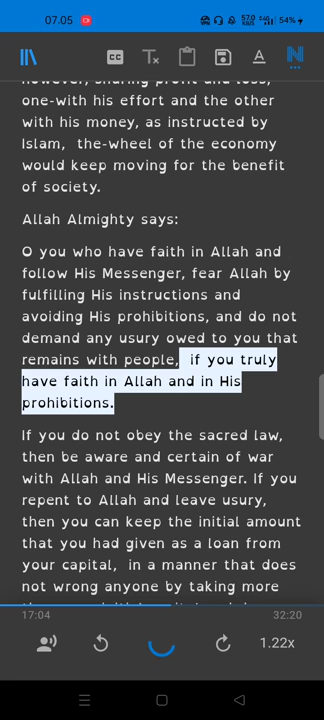 07.05
57.0
KB/S
54%
CC
N
however, sharing profit and loss,
one-with his effort and the other
with his money, as instructed by
Islam,  the-wheel of the economy
would keep moving for the benefit
of society.
Allah Almighty says:
O you who have faith in Allah and
follow His Messenger, fear Allah by
fulfilling His instructions and
avoiding His prohibitions, and do not
demand any usury owed to you that
remains with people,  if you truly
have faith in Allah and in His
prohibitions.
If you do not obey the sacred law,
then be aware and certain of war
with Allah and His Messenger. If you
repent to Allah and leave usury,
then you can keep the initial amount
that you had given as a loan from
your capital,  in a manner that does
not wrong anyone by taking more
17:04
32:20
1.22x